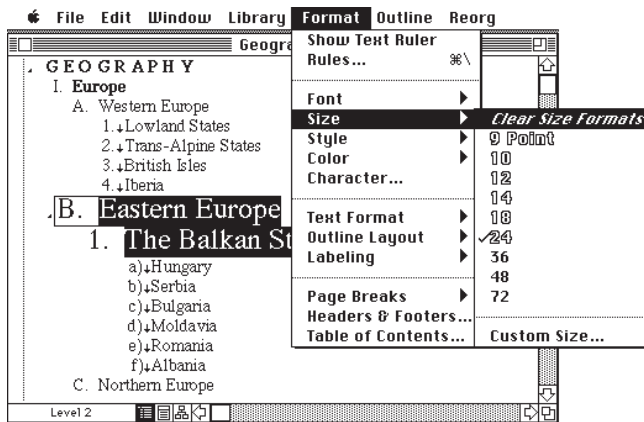 File Edit Window Library Format Outline Reorg
Geogra
GEOGRAPHY
I. Europe
A. Western Europe
1. Lowland States
2. Trans-Alpine States
3. British Isles
4. Iberia
B. Eastern Europe
1. The Balkan St
a) Hungary
b) Serbia
c) Bulgaria
d) Moldavia
e) Romania
f) Albania
C. Northern Europe
Level 2
Show Text Ruler
Rules... ⌘\
Font
Size
Style
Color
Character...
Text Format
Outline Layout
Labeling
Page Breaks
Headers & Footers...
Table of Contents...
Clear Size Formats
9 Point
10
12
14
18
✓24
36
48
72
Custom Size...